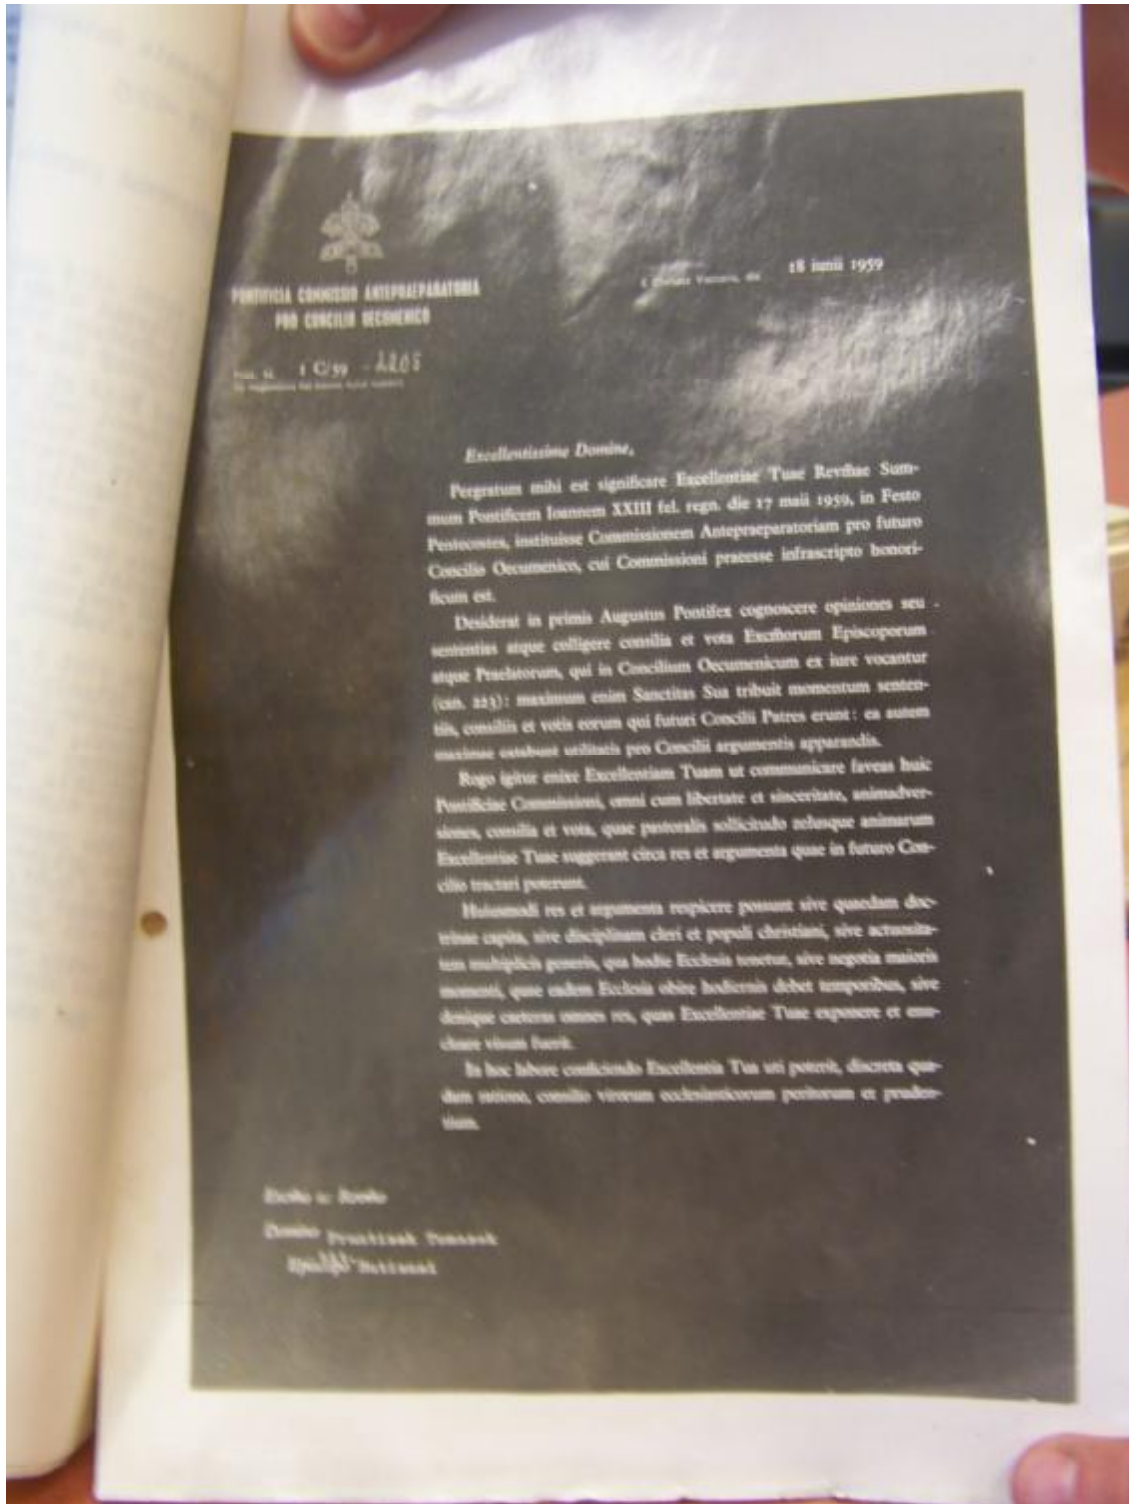 PONTIFICIA COMMISSIO ANTEPRAEPARATORIA
PRO CONCILIO OECUMENICO
18 iunii 1959
1 C/59
Excellentissime Domine,
Pergratum mihi est significare Excellentiae Tuae Rev̅mae Sum-
mum Pontificem Ioannem XXIII fel. regn. die 17 maii 1959, in Festo
Pentecostes, instituisse Commissionem Antepraeparatoriam pro futuro
Concilio Oecumenico, cui Commissioni praeesse infrascripto honori-
ficum est.
Desiderat in primis Augustus Pontifex cognoscere opiniones seu
sententias atque colligere consilia et vota Exc̅morum Episcoporum
atque Praelatorum, qui in Concilium Oecumenicum ex iure vocantur
(can. 223): maximum enim Sanctitas Sua tribuit momentum senten-
tiis, consiliis et votis eorum qui futuri Concilii Patres erunt: ea autem
maximae extabunt utilitatis pro Concilii argumentis apparandis.
Rogo igitur enixe Excellentiam Tuam ut communicare faveas huic
Pontificiae Commissioni, omni cum libertate et sinceritate, animadver-
siones, consilia et vota, quae pastoralis sollicitudo zelusque animarum
Excellentiae Tuae suggerant circa res et argumenta quae in futuro Con-
cilio tractari poterunt.
Huiusmodi res et argumenta respicere possunt sive quaedam doc-
trinae capita, sive disciplinam cleri et populi christiani, sive actuosita-
tem multiplicis generis, qua hodie Ecclesia tenetur, sive negotia maioris
momenti, quae eadem Ecclesia obire hodiernis debet temporibus, sive
denique caeteras omnes res, quas Excellentiae Tuae exponere et enu-
cleare visum fuerit.
In hoc labore conficiendo Excellentia Tua uti poterit, discreta qua-
dam ratione, consilio virorum ecclesiasticorum peritorum et pruden-
tium.
Domino